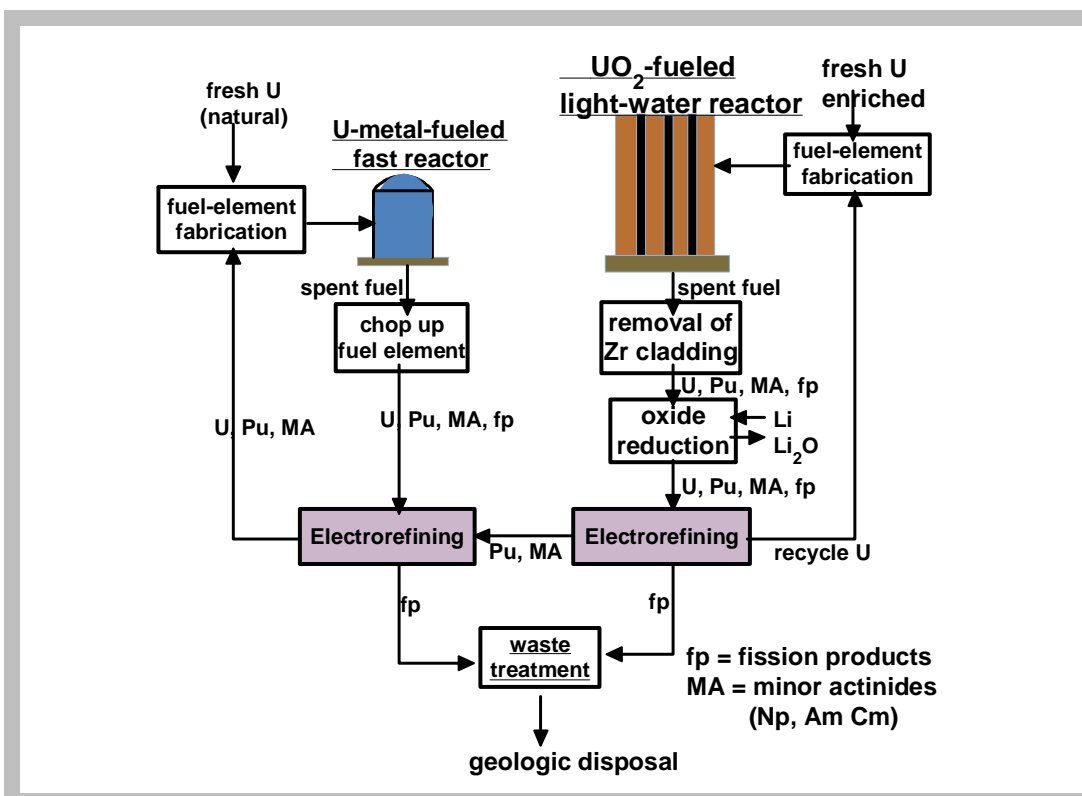 fresh U
(natural)
U-metal-fueled
fast reactor
UO2-fueled
light-water reactor
fresh U
enriched
fuel-element
fabrication
fuel-element
fabrication
spent fuel
spent fuel
chop up
fuel element
removal of
Zr cladding
U, Pu, MA, fp
U, Pu, MA
U, Pu, MA, fp
oxide
reduction
Li
Li2O
U, Pu, MA, fp
Electrorefining
Electrorefining
Pu, MA
recycle U
fp
fp
waste
treatment
fp = fission products
MA = minor actinides
(Np, Am Cm)
geologic disposal